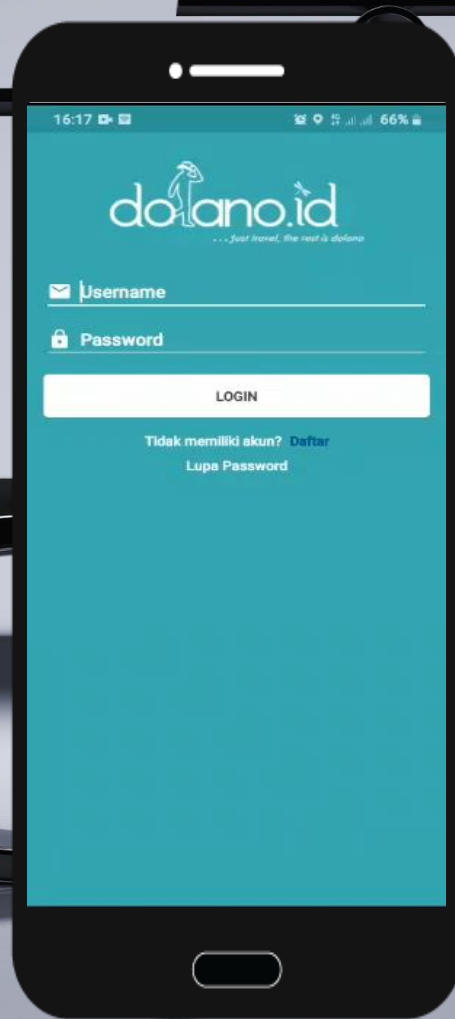 16:17 66%
dolano.id
...just travel, the rest is dolano
Username
Password
LOGIN
Tidak memiliki akun? Daftar
Lupa Password